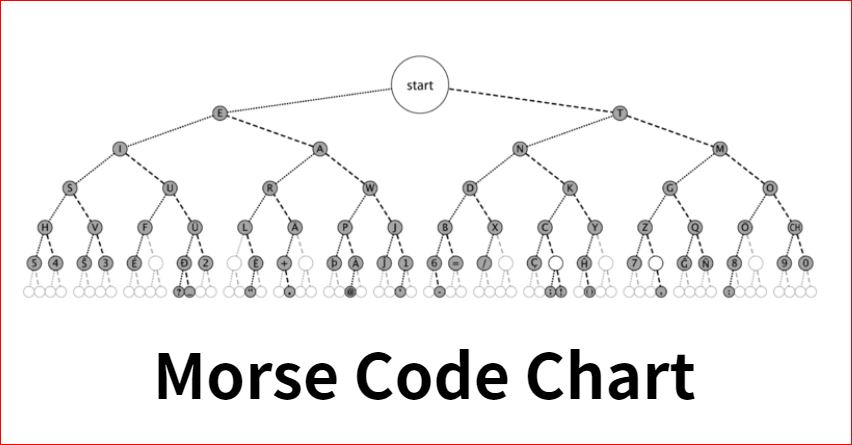 start
E T
I A N M
S U R W D K G O
H V F Ü L Ä P J B X C Y Z Q Ö CH
5 4 Ŝ 3 É Đ 2 È + Þ À Ĵ 1 6 = / Ç Ĥ 7 Ĝ Ñ 8 9 0
? _ " . @ ' - ; ! () , :
Morse Code Chart